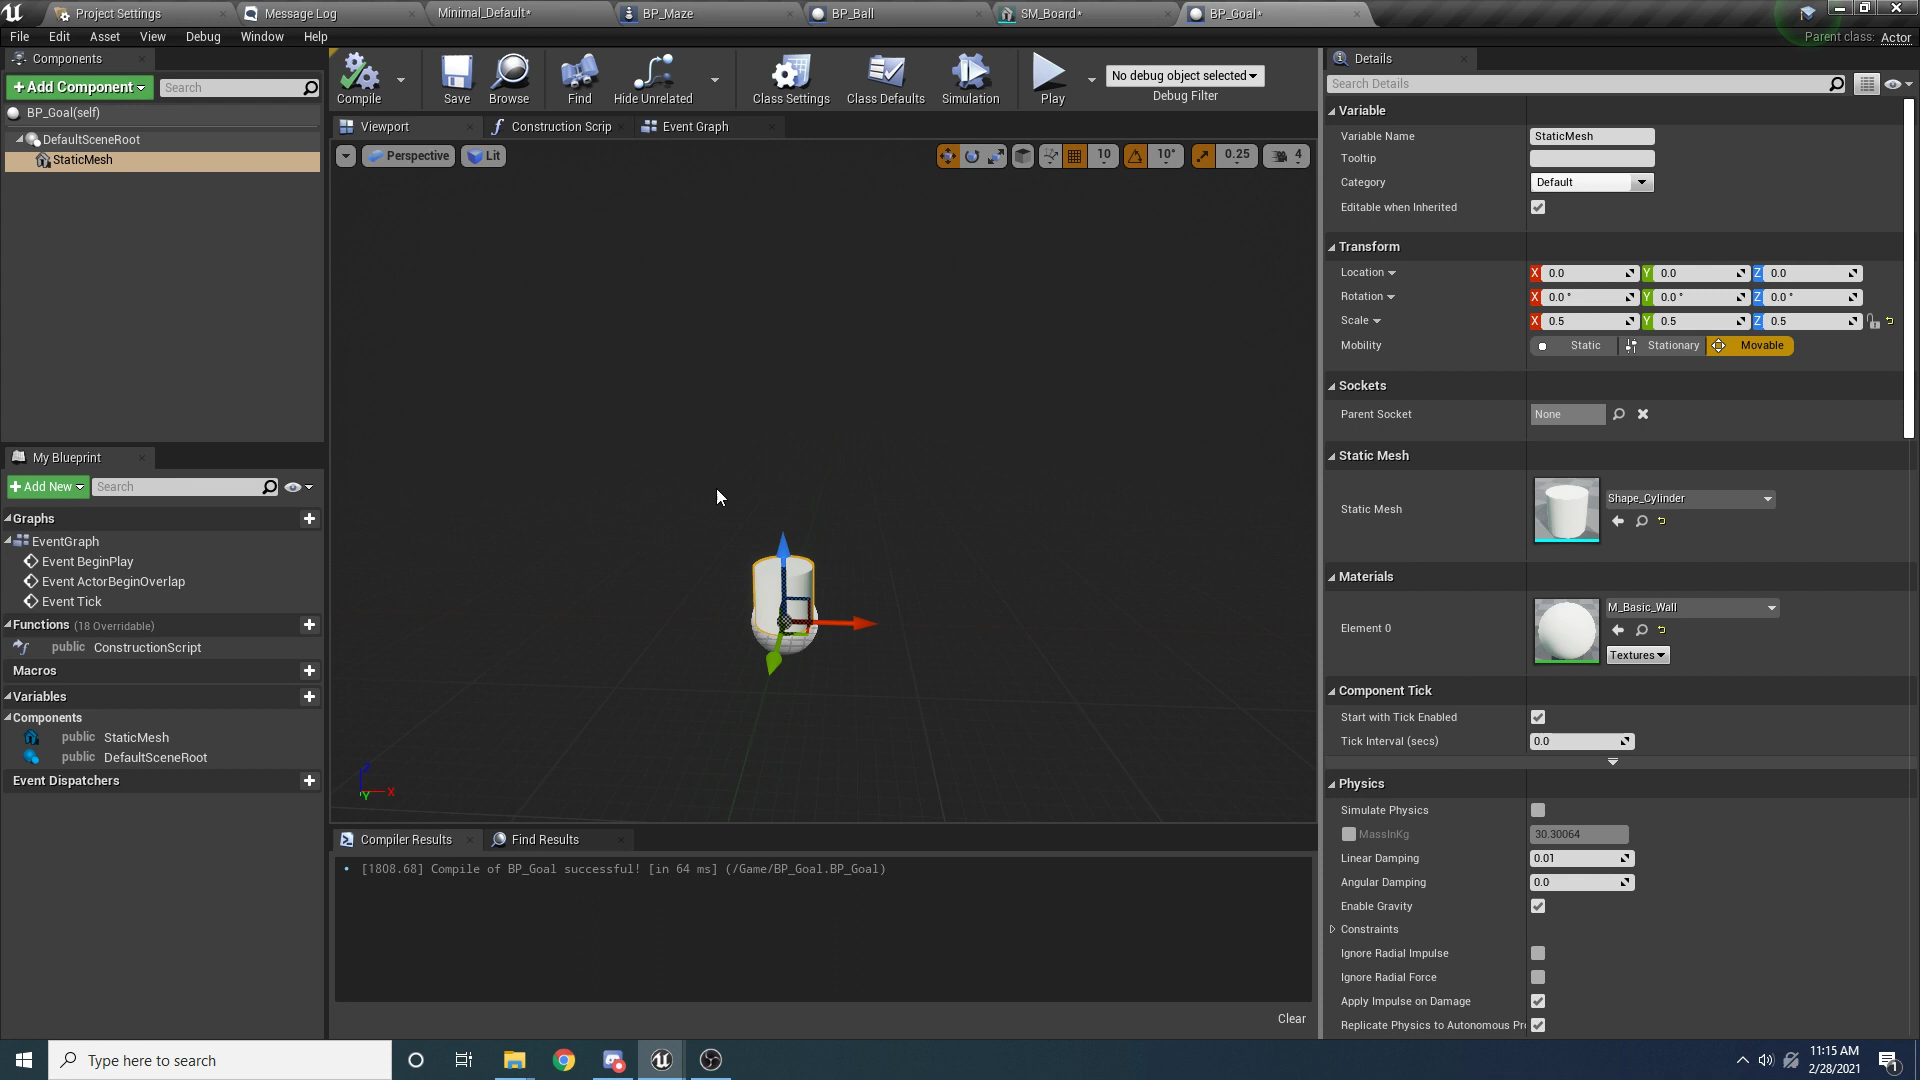 Project Settings
Message Log
Minimal_Default*
BP_Maze
BP_Ball
SM_Board*
BP_Goal*
File Edit Asset View Debug Window Help
Parent class: Actor
Components
+Add Component
Search
BP_Goal(self)
DefaultSceneRoot
StaticMesh
My Blueprint
+Add New
Search
Graphs
EventGraph
Event BeginPlay
Event ActorBeginOverlap
Event Tick
Functions (18 Overridable)
public ConstructionScript
Macros
Variables
Components
public StaticMesh
public DefaultSceneRoot
Event Dispatchers
Compile
Save
Browse
Find
Hide Unrelated
Class Settings
Class Defaults
Simulation
Play
No debug object selected
Debug Filter
Viewport
Construction Scrip
Event Graph
Perspective
Lit
10
10°
0.25
4
Z
X
Y
Compiler Results
Find Results
[1808.68] Compile of BP_Goal successful! [in 64 ms] (/Game/BP_Goal.BP_Goal)
Clear
Details
Search Details
Variable
Variable Name StaticMesh
Tooltip
Category Default
Editable when Inherited
Transform
Location X 0.0 Y 0.0 Z 0.0
Rotation X 0.0 ° Y 0.0 ° Z 0.0 °
Scale X 0.5 Y 0.5 Z 0.5
Mobility Static Stationary Movable
Sockets
Parent Socket None
Static Mesh
Static Mesh Shape_Cylinder
Materials
Element 0 M_Basic_Wall
Textures
Component Tick
Start with Tick Enabled
Tick Interval (secs) 0.0
Physics
Simulate Physics
MassInKg 30.30064
Linear Damping 0.01
Angular Damping 0.0
Enable Gravity
Constraints
Ignore Radial Impulse
Ignore Radial Force
Apply Impulse on Damage
Replicate Physics to Autonomous Pr
Type here to search
11:15 AM
2/28/2021
1